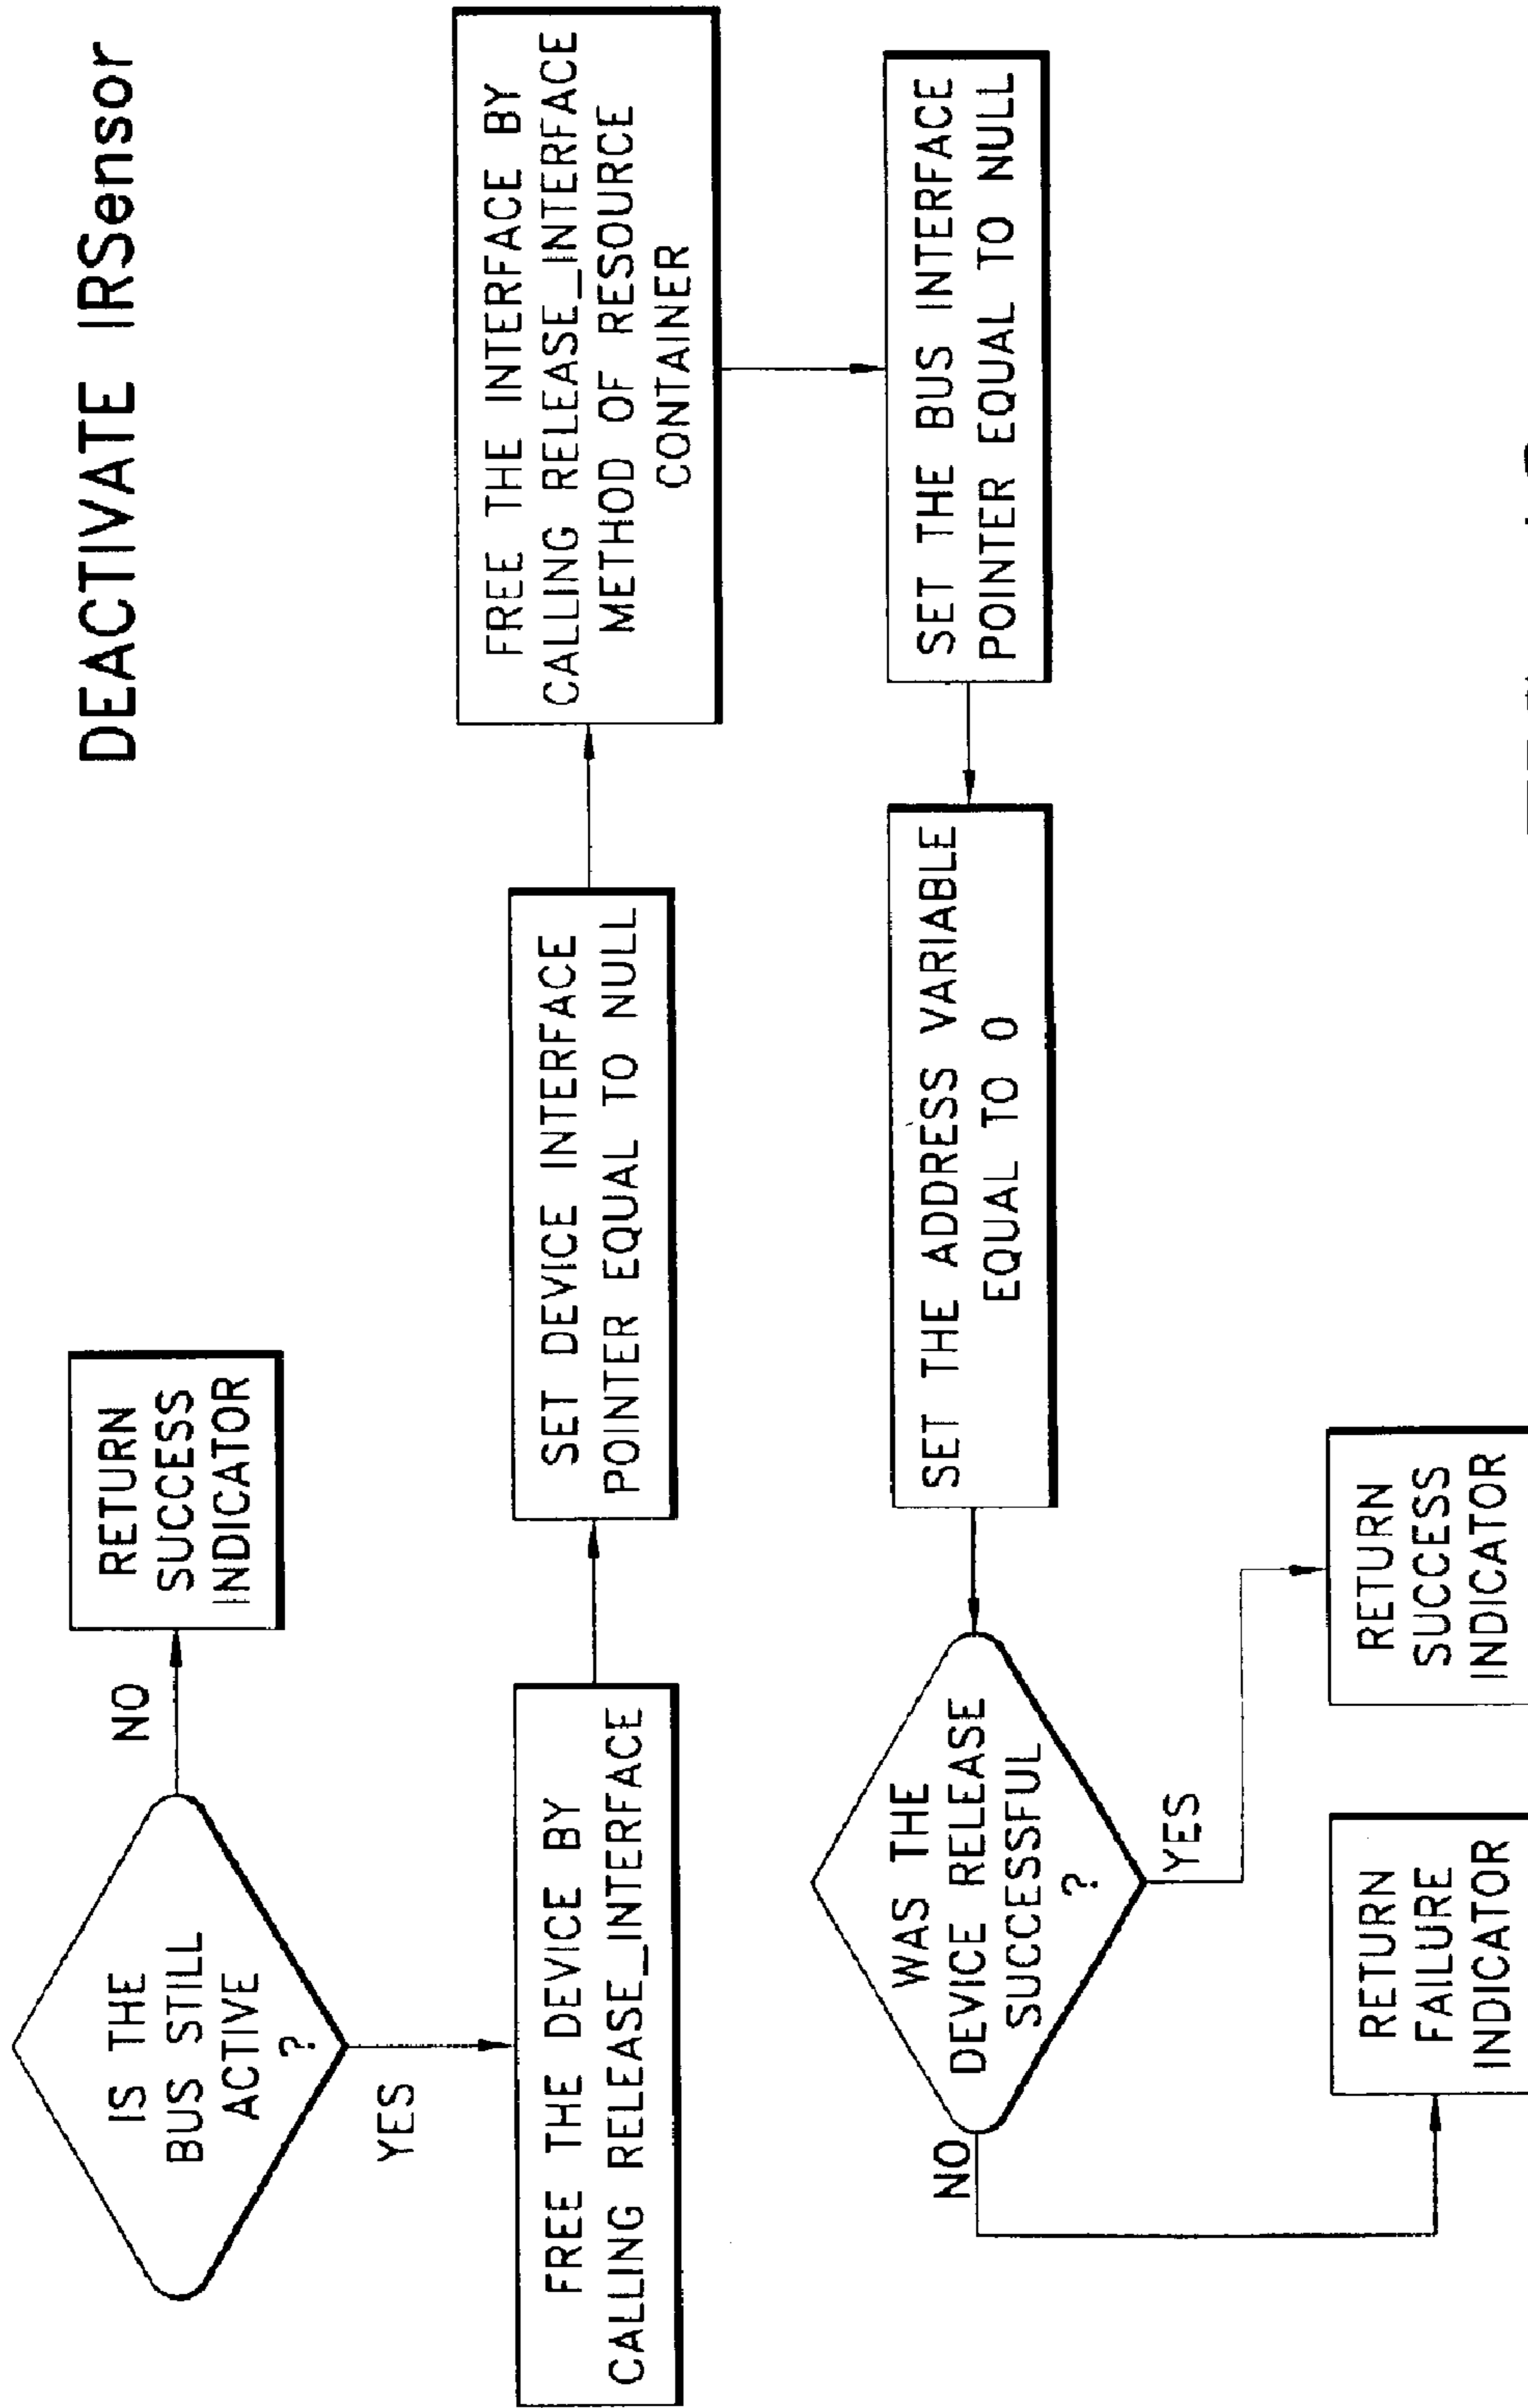 DEACTIVATE IRSensor
IS THE
BUS STILL
ACTIVE
?
NO
RETURN
SUCCESS
INDICATOR
YES
FREE THE DEVICE BY
CALLING RELEASE_INTERFACE
SET DEVICE INTERFACE
POINTER EQUAL TO NULL
FREE THE INTERFACE BY
CALLING RELEASE_INTERFACE
METHOD OF RESOURCE
CONTAINER
SET THE BUS INTERFACE
POINTER EQUAL TO NULL
SET THE ADDRESS VARIABLE
EQUAL TO 0
WAS THE
DEVICE RELEASE
SUCCESSFUL
?
NO
YES
RETURN
FAILURE
INDICATOR
RETURN
SUCCESS
INDICATOR